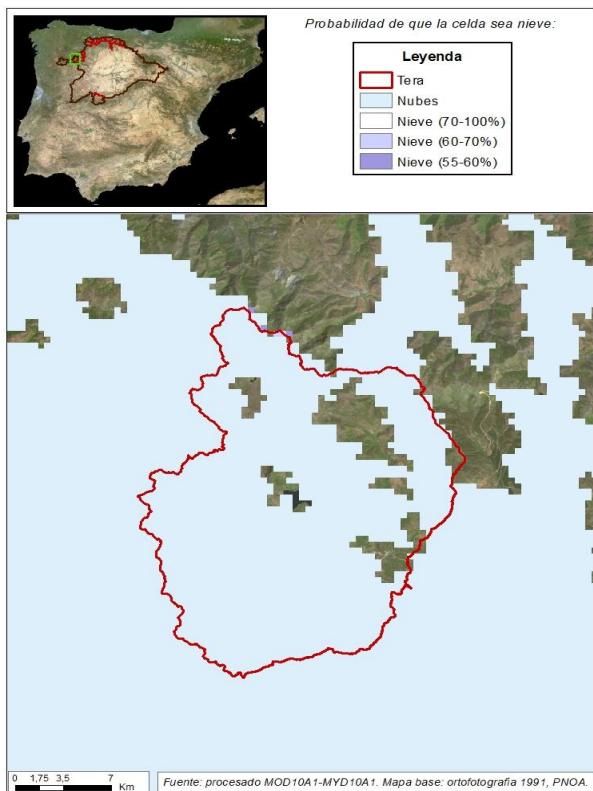 Probabilidad de que la celda sea nieve:
Leyenda
Tera
Nubes
Nieve (70-100%)
Nieve (60-70%)
Nieve (55-60%)
0 1,75 3,5 7
Km
Fuente: procesado MOD10A1-MYD10A1. Mapa base: ortofotografía 1991, PNOA.